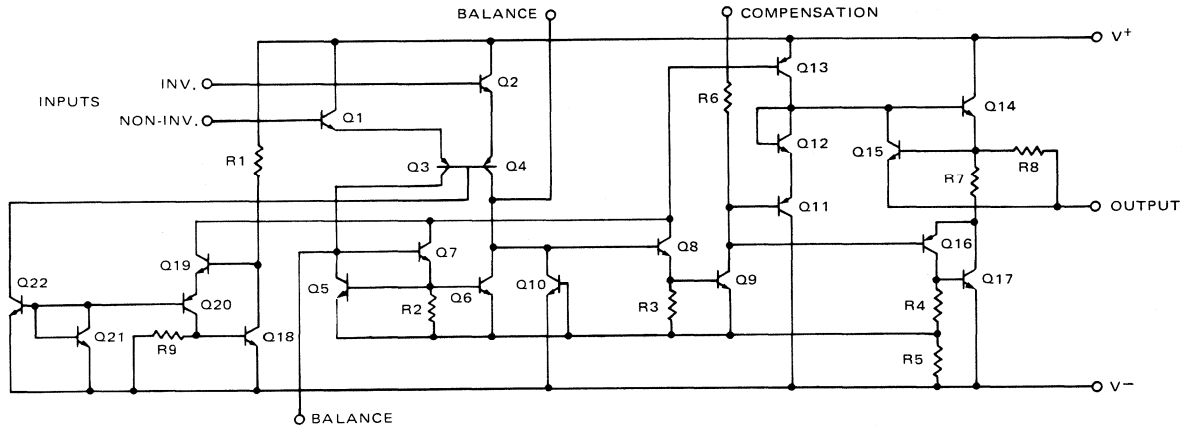 BALANCE
COMPENSATION
V+
Q13
INV.
Q2
R6
INPUTS
Q14
NON-INV.
Q1
Q12
Q15
R8
R1
Q3
Q4
R7
Q11
OUTPUT
Q7
Q8
Q16
Q19
Q22
Q20
Q5
R2
Q6
Q10
R3
Q9
Q17
R4
Q21
R9
Q18
R5
V−
BALANCE